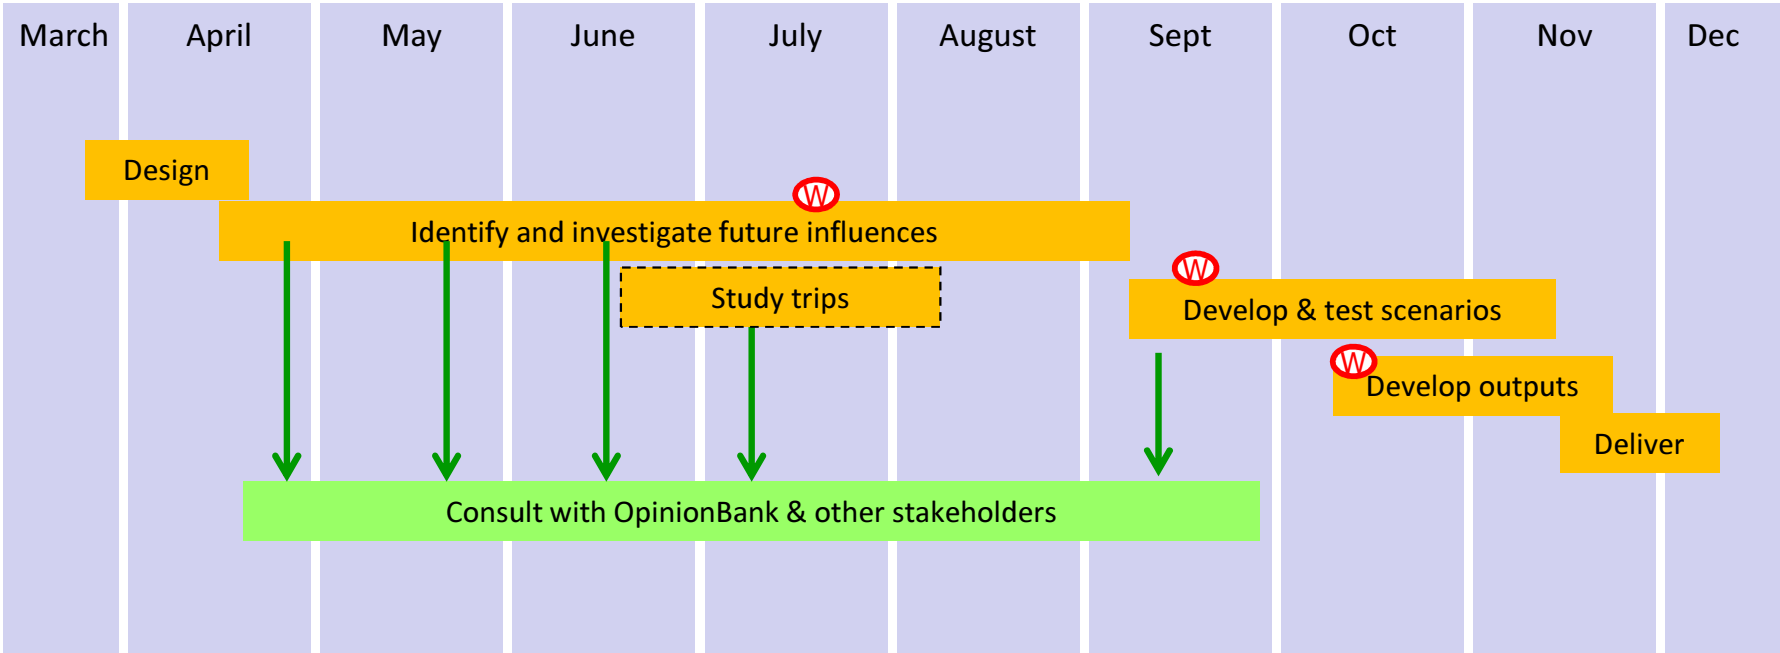 March April May June July August Sept Oct Nov Dec
Design
W
Identify and investigate future influences
W
Study trips
Develop & test scenarios
W
Develop outputs
Deliver
Consult with OpinionBank & other stakeholders